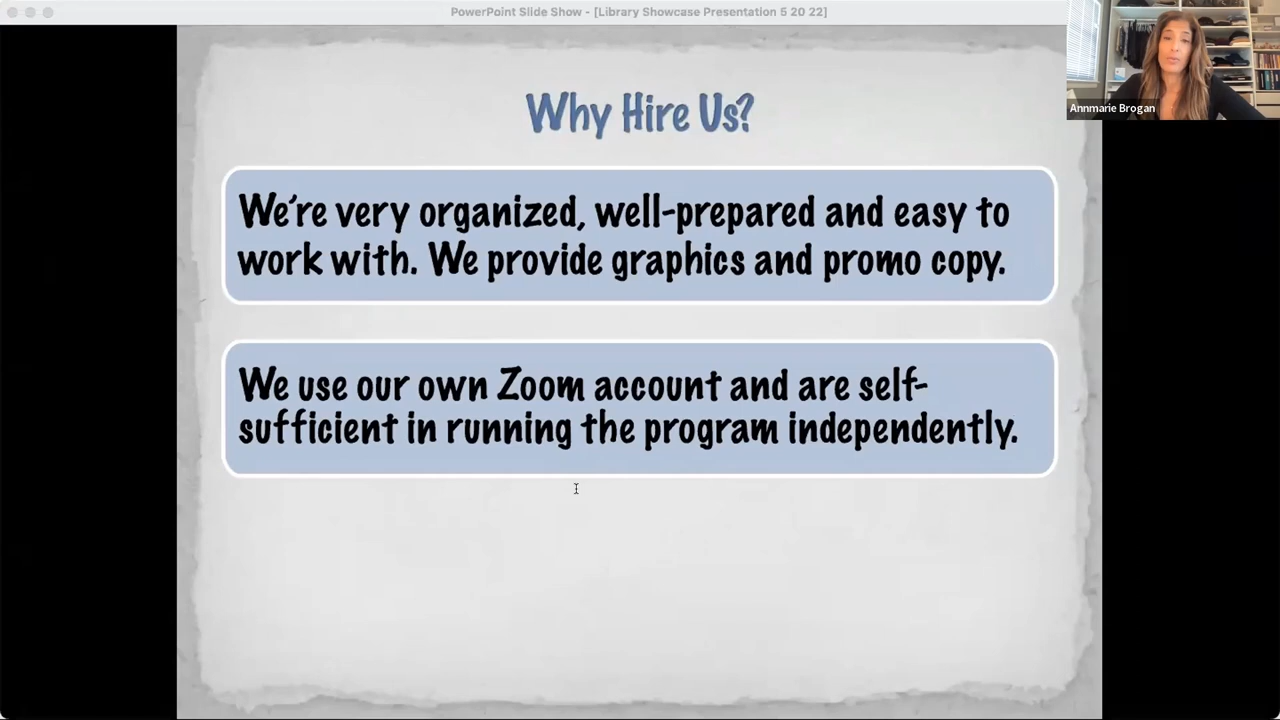 PowerPoint Slide Show - [Library Showcase Presentation 5 20 22]
Annmarie Brogan
Why Hire Us?
We're very organized, well-prepared and easy to
work with. We provide graphics and promo copy.
We use our own Zoom account and are self-
sufficient in running the program independently.